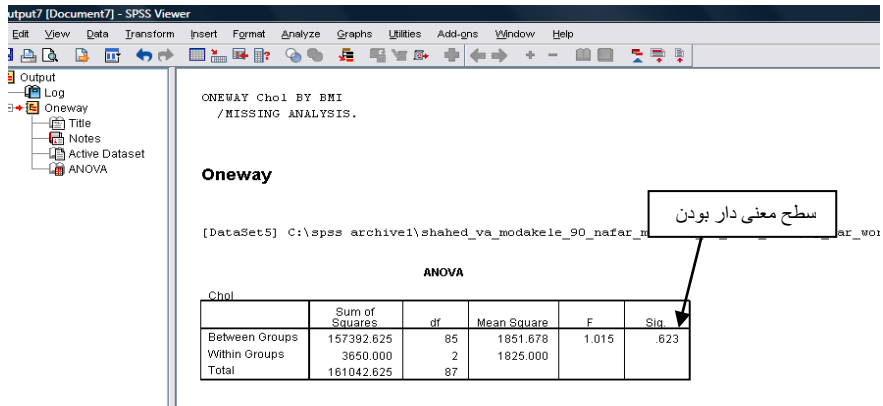 utput7 [Document7] - SPSS Viewer
Edit View Data Transform Insert Format Analyze Graphs Utilities Add-ons Window Help
Output
Log
Oneway
Title
Notes
Active Dataset
ANOVA
ONEWAY Chol BY BMI
/MISSING ANALYSIS.
Oneway
سطح معنی دار بودن
[DataSet5] C:\spss archive1\shahed_va_modakele_90_nafar_m ar_wor
ANOVA
Chol
Sum of Squares df Mean Square F Sig.
Between Groups 157392.625 85 1851.678 1.015 .623
Within Groups 3650.000 2 1825.000
Total 161042.625 87